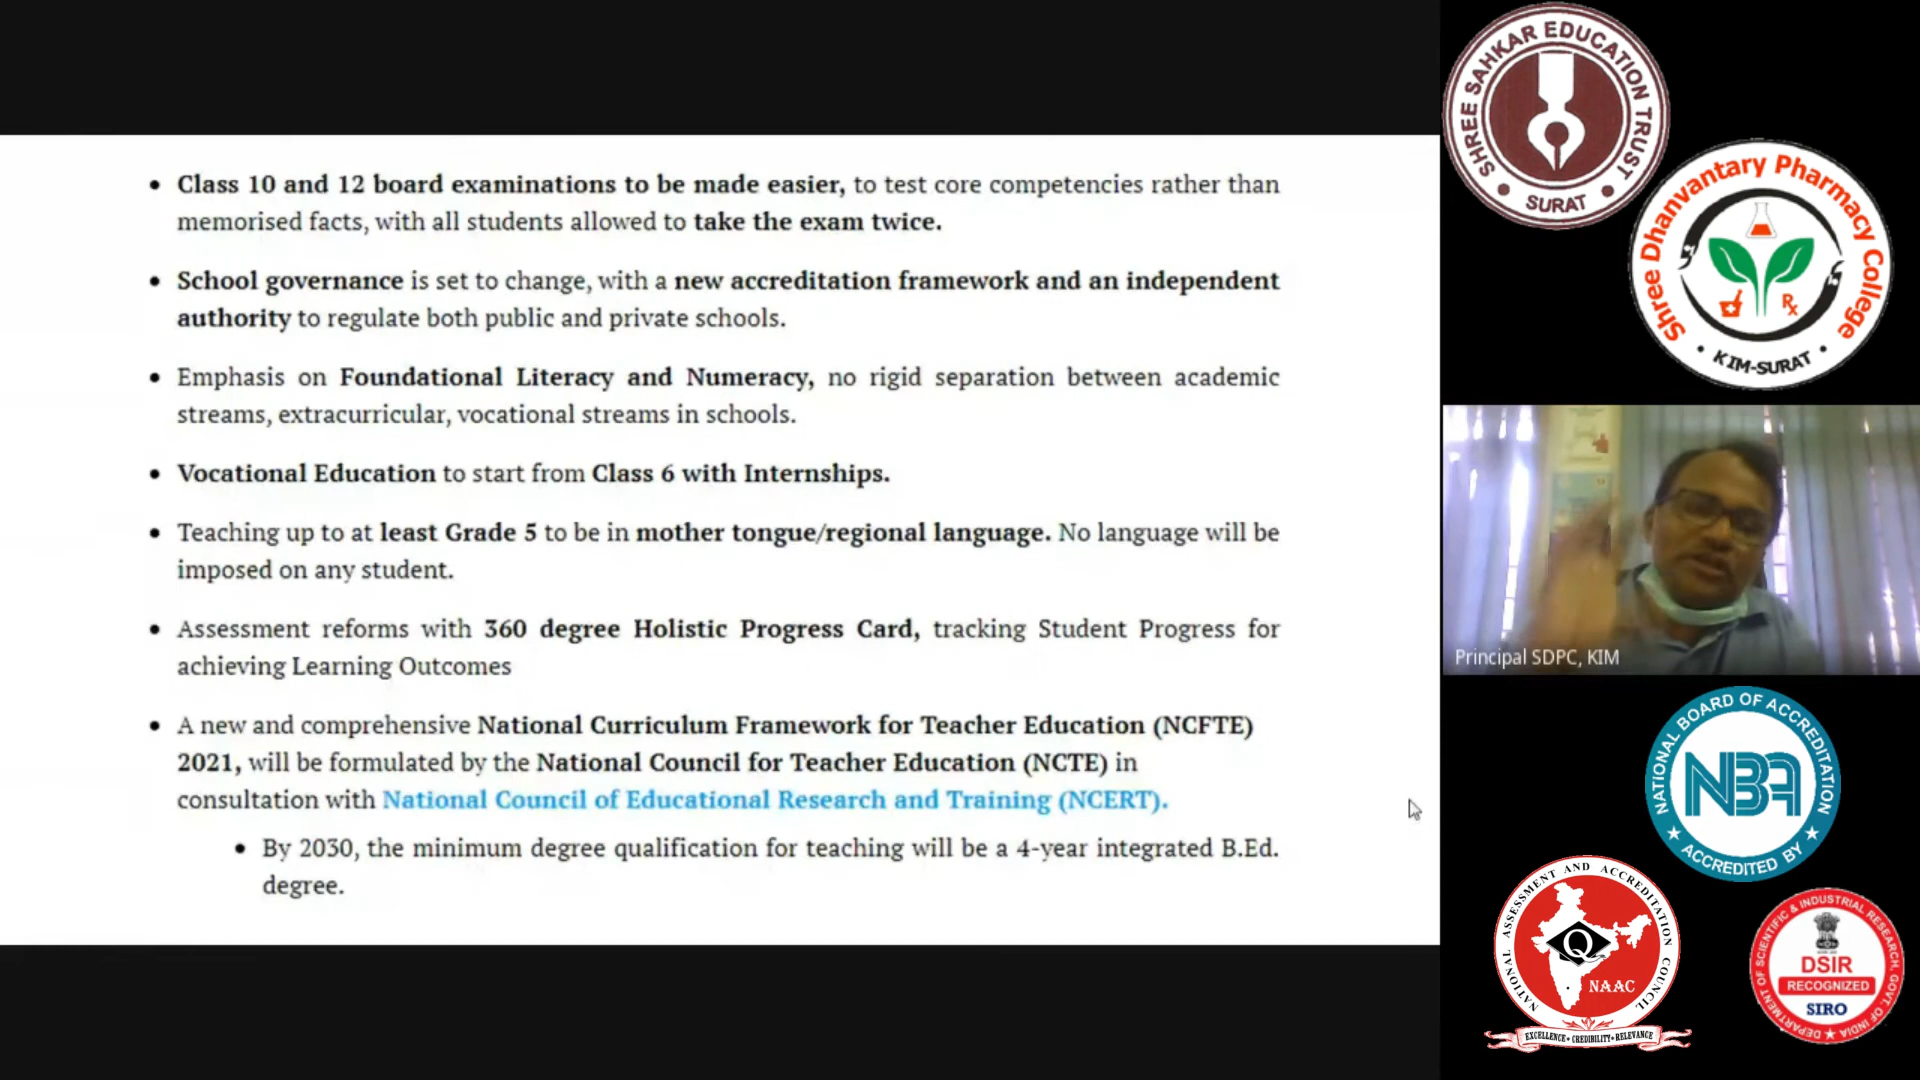 • Class 10 and 12 board examinations to be made easier, to test core competencies rather than
memorised facts, with all students allowed to take the exam twice.
• School governance is set to change, with a new accreditation framework and an independent
authority to regulate both public and private schools.
• Emphasis on Foundational Literacy and Numeracy, no rigid separation between academic
streams, extracurricular, vocational streams in schools.
• Vocational Education to start from Class 6 with Internships.
• Teaching up to at least Grade 5 to be in mother tongue/regional language. No language will be
imposed on any student.
• Assessment reforms with 360 degree Holistic Progress Card, tracking Student Progress for
achieving Learning Outcomes
• A new and comprehensive National Curriculum Framework for Teacher Education (NCFTE)
2021, will be formulated by the National Council for Teacher Education (NCTE) in
consultation with National Council of Educational Research and Training (NCERT).
• By 2030, the minimum degree qualification for teaching will be a 4-year integrated B.Ed.
degree.
SHREE SAHKAR EDUCATION TRUST
• SURAT •
Shree Dhanvantary Pharmacy College
Rx
• KIM-SURAT •
Principal SDPC, KIM
NATIONAL BOARD OF ACCREDITATION
NBA
★ ACCREDITED BY ★
NATIONAL ASSESSMENT AND ACCREDITATION COUNCIL
Q
NAAC
EXCELLENCE • CREDIBILITY • RELEVANCE
DEPARTMENT OF SCIENTIFIC & INDUSTRIAL RESEARCH, GOVT. OF INDIA
DSIR
RECOGNIZED
SIRO